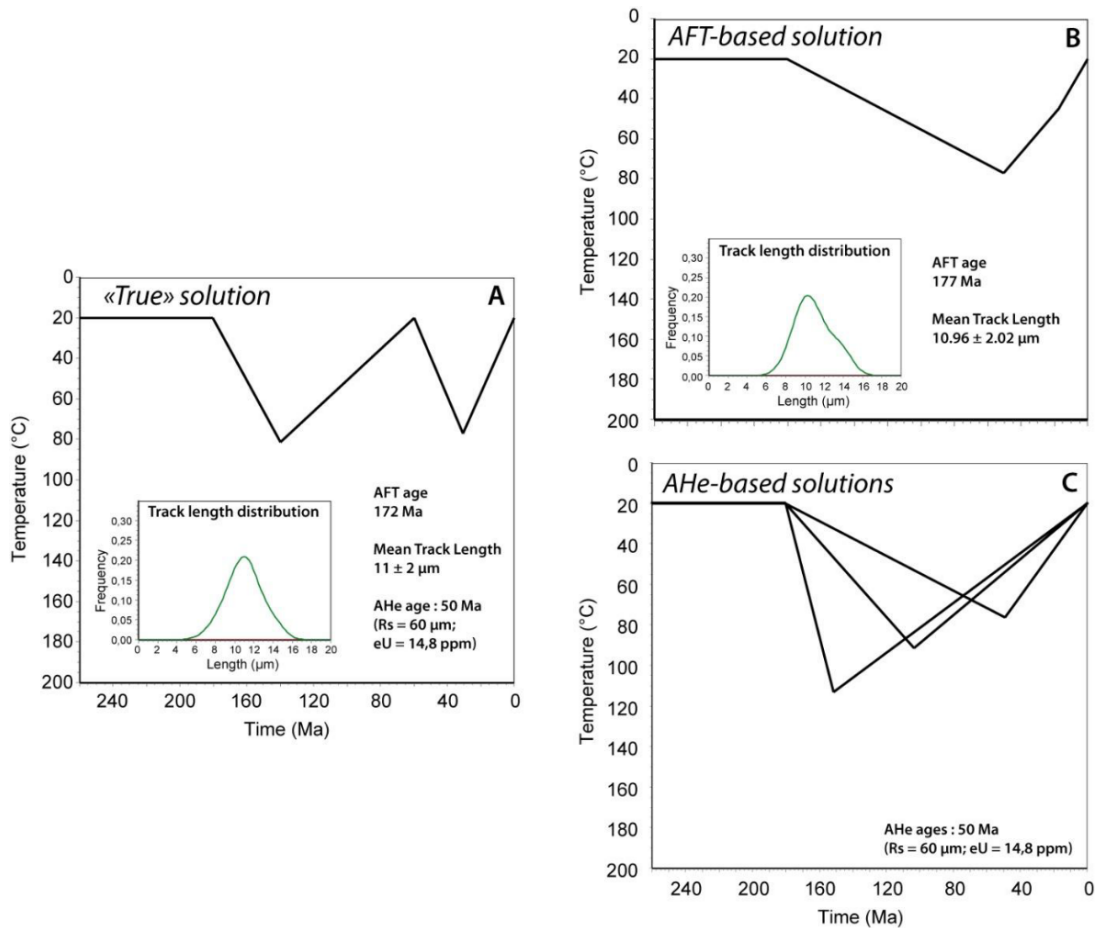 «True» solution
A
0
20
40
60
80
100
120
140
160
180
200
Temperature (°C)
Track length distribution
0,30
0,25
0,20
0,15
0,10
0,05
0,00
Frequency
0 2 4 6 8 10 12 14 16 18 20
Length (µm)
AFT age
172 Ma
Mean Track Length
11 ± 2 µm
AHe age : 50 Ma
(Rs = 60 µm;
eU = 14,8 ppm)
240 200 160 120 80 40 0
Time (Ma)
AFT-based solution
B
0
20
40
60
80
100
120
140
160
180
200
Temperature (°C)
Track length distribution
0,30
0,25
0,20
0,15
0,10
0,05
0,00
Frequency
0 2 4 6 8 10 12 14 16 18 20
Length (µm)
AFT age
177 Ma
Mean Track Length
10.96 ± 2.02 µm
AHe-based solutions
C
0
20
40
60
80
100
120
140
160
180
200
Temperature (°C)
AHe ages : 50 Ma
(Rs = 60 µm; eU = 14,8 ppm)
240 200 160 120 80 40 0
Time (Ma)